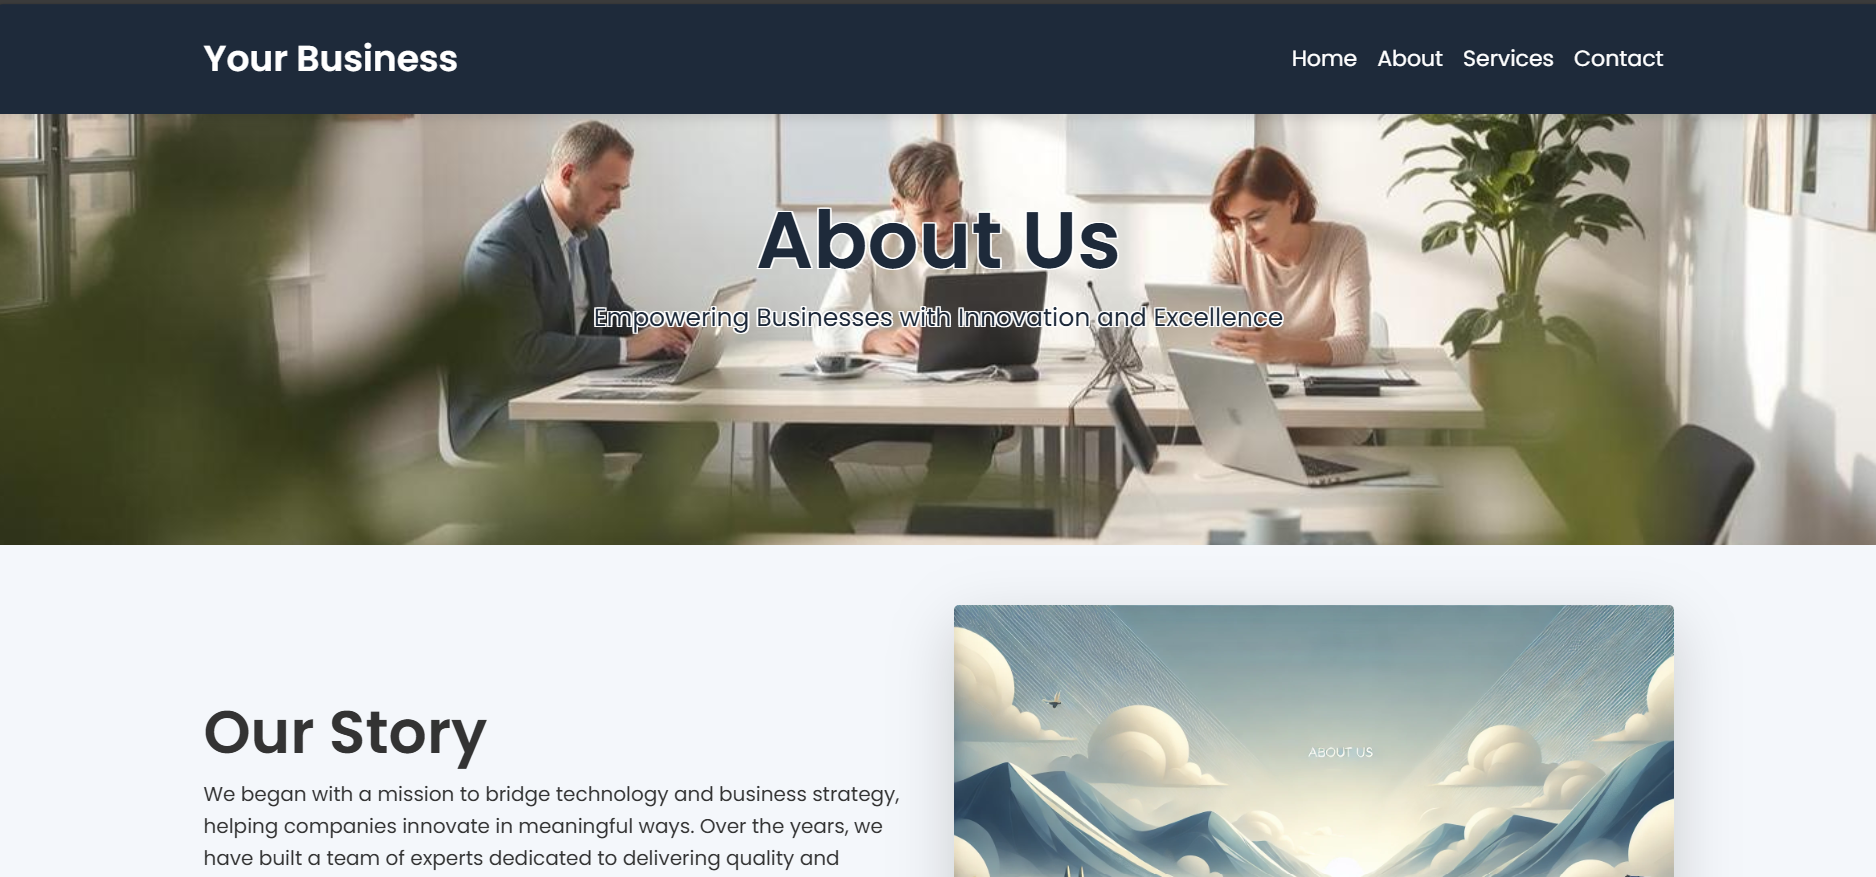 Your Business
Home About Services Contact
About Us
Empowering Businesses with Innovation and Excellence
Our Story
We began with a mission to bridge technology and business strategy,
helping companies innovate in meaningful ways. Over the years, we
have built a team of experts dedicated to delivering quality and
ABOUT US